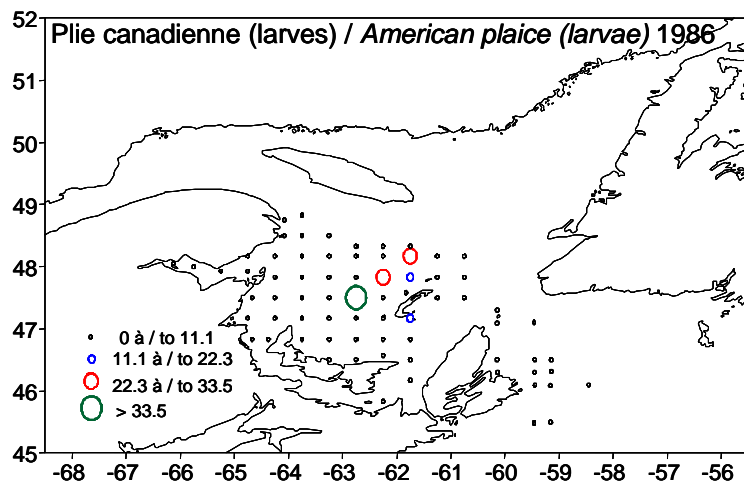 Plie canadienne (larves) / American plaice (larvae) 1986
52
51
50
49
48
47
46
45
0 à / to 11.1
11.1 à / to 22.3
22.3 à / to 33.5
> 33.5
-68 -67 -66 -65 -64 -63 -62 -61 -60 -59 -58 -57 -56